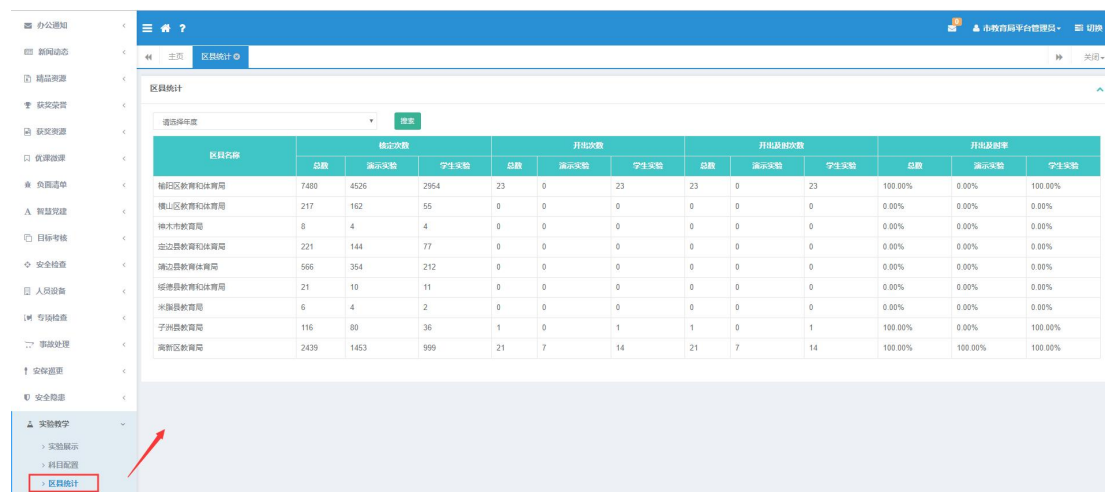 办公通知
新闻动态
精品资源
获奖荣誉
获奖资源
优课微课
负面清单
智慧党建
目标考核
安全检查
人员设备
专项检查
事故处理
安保巡更
安全隐患
实验教学
实验展示
科目配置
区县统计
0 市教育局平台管理员 切换
主页 区县统计 关闭
区县统计
请选择年度 搜索
区县名称 核定次数 开出次数 开出及时次数 开出及时率
总数 演示实验 学生实验 总数 演示实验 学生实验 总数 演示实验 学生实验 总数 演示实验 学生实验
榆阳区教育和体育局 7480 4526 2954 23 0 23 23 0 23 100.00% 0.00% 100.00%
横山区教育和体育局 217 162 55 0 0 0 0 0 0 0.00% 0.00% 0.00%
神木市教育局 8 4 4 0 0 0 0 0 0 0.00% 0.00% 0.00%
定边县教育和体育局 221 144 77 0 0 0 0 0 0 0.00% 0.00% 0.00%
靖边县教育体育局 566 354 212 0 0 0 0 0 0 0.00% 0.00% 0.00%
绥德县教育和体育局 21 10 11 0 0 0 0 0 0 0.00% 0.00% 0.00%
米脂县教育局 6 4 2 0 0 0 0 0 0 0.00% 0.00% 0.00%
子洲县教育局 116 80 36 1 0 1 1 0 1 100.00% 0.00% 100.00%
高新区教育局 2439 1453 999 21 7 14 21 7 14 100.00% 100.00% 100.00%